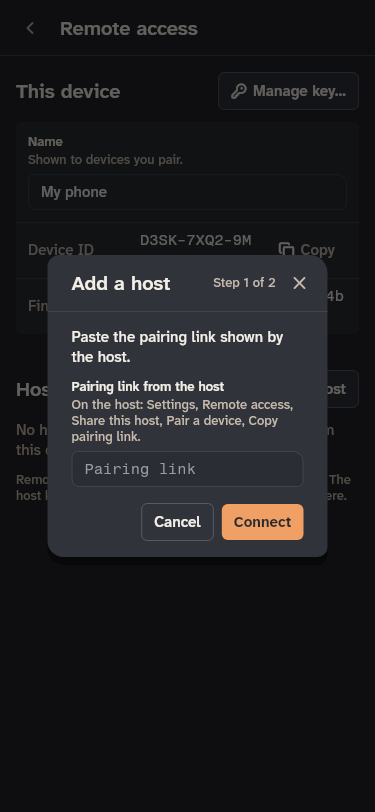 Remote access
This device
Manage key...
Name
Shown to devices you pair.
My phone
Device ID
D3SK-7XQ2-9M
Copy
Add a host
Step 1 of 2
Paste the pairing link shown by
the host.
Pairing link from the host
On the host: Settings, Remote access,
Share this host, Pair a device, Copy
pairing link.
Pairing link
Cancel
Connect